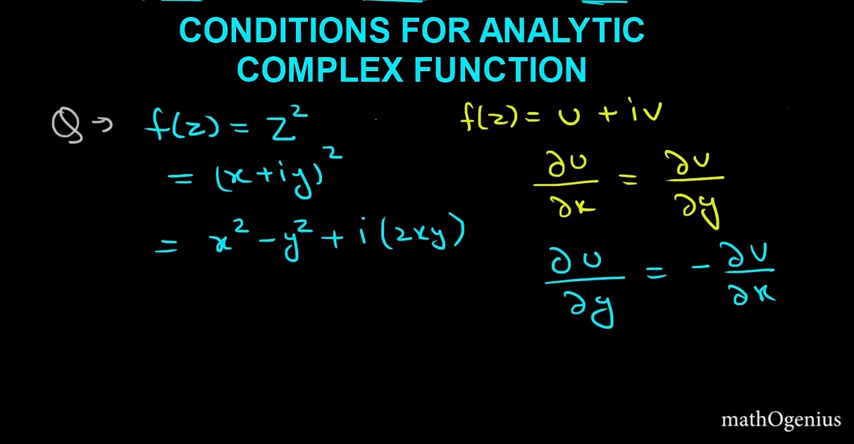 CONDITIONS FOR ANALYTIC
COMPLEX FUNCTION
Q → f(z) = z²
= (x+iy)²
= x² - y² + i(2xy)
f(z) = u + iv
∂u/∂x = ∂v/∂y
∂u/∂y = - ∂v/∂x
mathOgenius